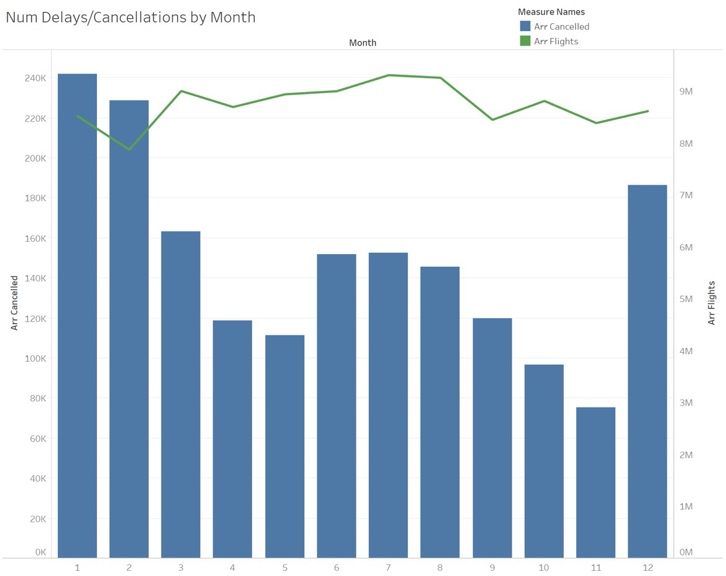 Num Delays/Cancellations by Month
Measure Names
Arr Cancelled
Arr Flights
Month
240K
220K
200K
180K
160K
140K
120K
100K
80K
60K
40K
20K
0K
Arr Cancelled
9M
8M
7M
6M
5M
4M
3M
2M
1M
0M
Arr Flights
1 2 3 4 5 6 7 8 9 10 11 12